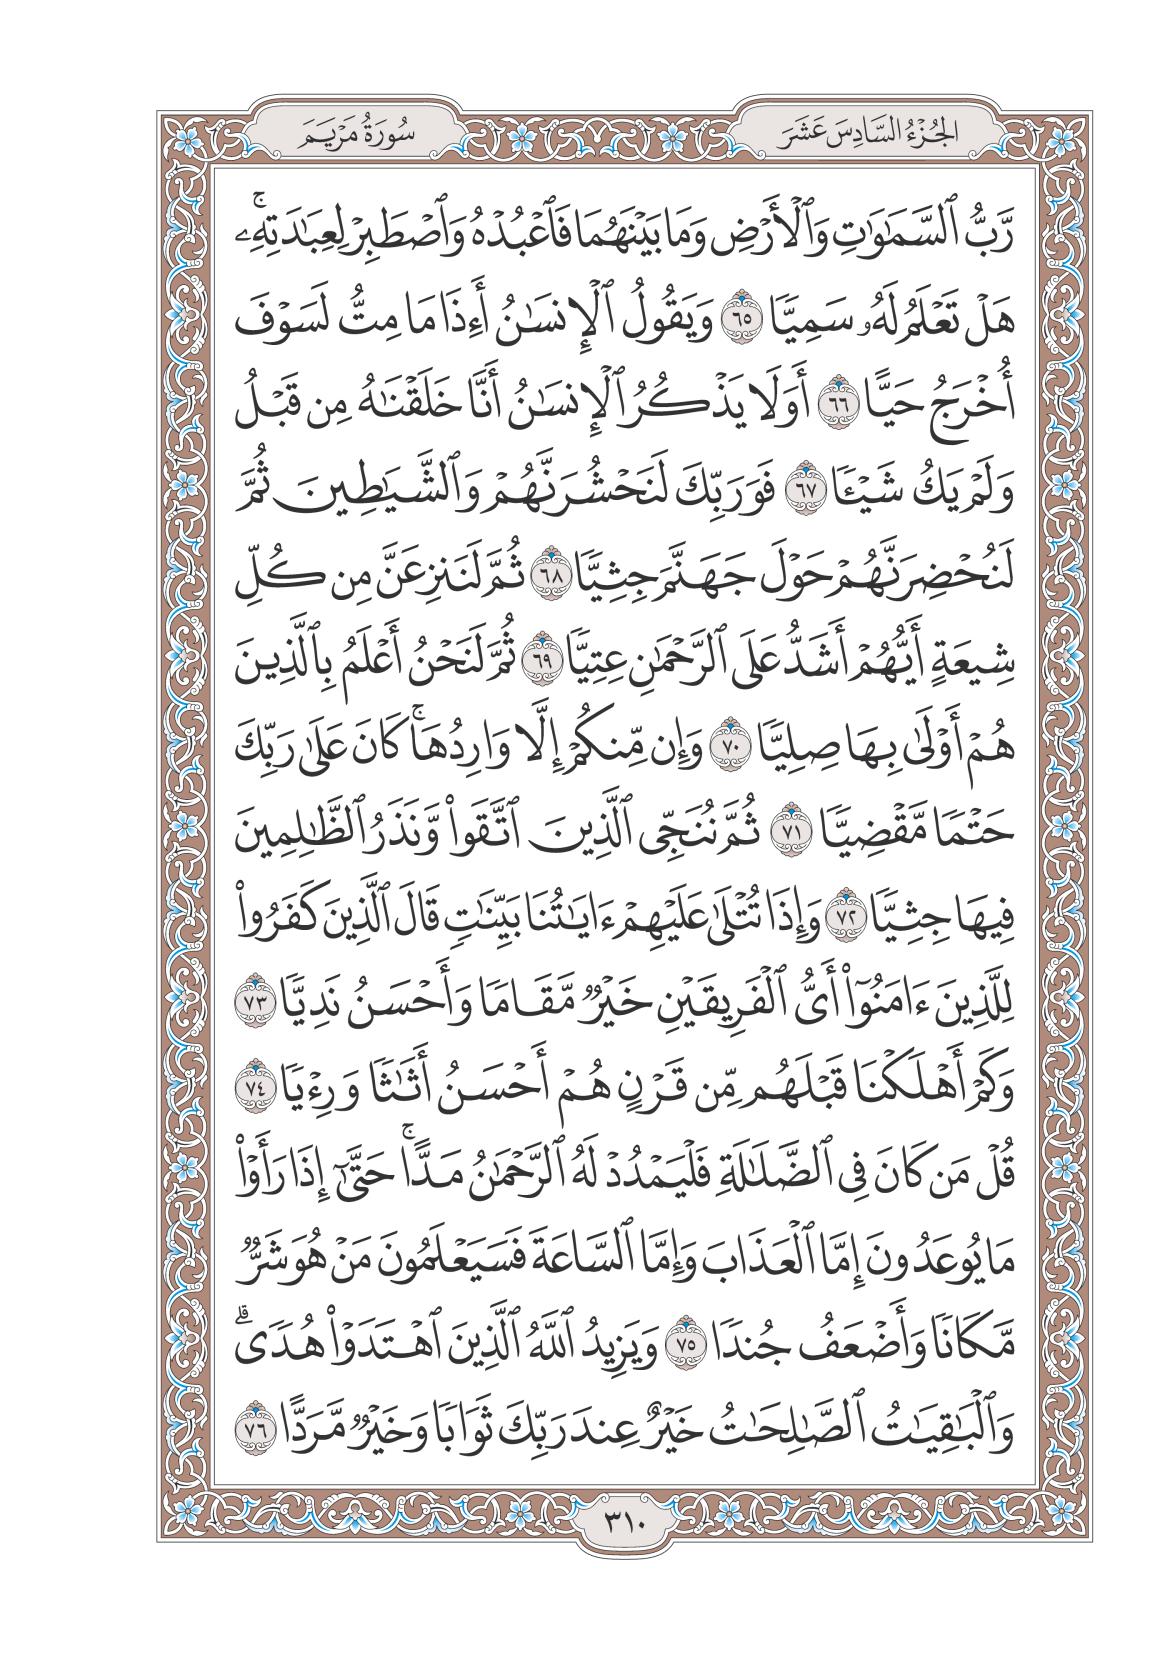 الجُزْءُ السَّادِسَ عَشَرَ
سُورَةُ مَرْيَمَ
رَّبُّ ٱلسَّمَٰوَٰتِ وَٱلْأَرْضِ وَمَا بَيْنَهُمَا فَٱعْبُدْهُ وَٱصْطَبِرْ لِعِبَٰدَتِهِۦۚ
هَلْ تَعْلَمُ لَهُۥ سَمِيًّا ٦٥ وَيَقُولُ ٱلْإِنسَٰنُ أَءِذَا مَا مِتُّ لَسَوْفَ
أُخْرَجُ حَيًّا ٦٦ أَوَلَا يَذْكُرُ ٱلْإِنسَٰنُ أَنَّا خَلَقْنَٰهُ مِن قَبْلُ
وَلَمْ يَكُ شَيْـًٔا ٦٧ فَوَرَبِّكَ لَنَحْشُرَنَّهُمْ وَٱلشَّيَٰطِينَ ثُمَّ
لَنُحْضِرَنَّهُمْ حَوْلَ جَهَنَّمَ جِثِيًّا ٦٨ ثُمَّ لَنَنزِعَنَّ مِن كُلِّ
شِيعَةٍ أَيُّهُمْ أَشَدُّ عَلَى ٱلرَّحْمَٰنِ عِتِيًّا ٦٩ ثُمَّ لَنَحْنُ أَعْلَمُ بِٱلَّذِينَ
هُمْ أَوْلَىٰ بِهَا صِلِيًّا ٧٠ وَإِن مِّنكُمْ إِلَّا وَارِدُهَاۚ كَانَ عَلَىٰ رَبِّكَ
حَتْمًا مَّقْضِيًّا ٧١ ثُمَّ نُنَجِّى ٱلَّذِينَ ٱتَّقَوا۟ وَّنَذَرُ ٱلظَّٰلِمِينَ
فِيهَا جِثِيًّا ٧٢ وَإِذَا تُتْلَىٰ عَلَيْهِمْ ءَايَٰتُنَا بَيِّنَٰتٍ قَالَ ٱلَّذِينَ كَفَرُوا۟
لِلَّذِينَ ءَامَنُوٓا۟ أَىُّ ٱلْفَرِيقَيْنِ خَيْرٌ مَّقَامًا وَأَحْسَنُ نَدِيًّا ٧٣
وَكَمْ أَهْلَكْنَا قَبْلَهُم مِّن قَرْنٍ هُمْ أَحْسَنُ أَثَٰثًا وَرِءْيًا ٧٤
قُلْ مَن كَانَ فِى ٱلضَّلَٰلَةِ فَلْيَمْدُدْ لَهُ ٱلرَّحْمَٰنُ مَدًّاۚ حَتَّىٰٓ إِذَا رَأَوْا۟
مَا يُوعَدُونَ إِمَّا ٱلْعَذَابَ وَإِمَّا ٱلسَّاعَةَ فَسَيَعْلَمُونَ مَنْ هُوَ شَرٌّ
مَّكَانًا وَأَضْعَفُ جُندًا ٧٥ وَيَزِيدُ ٱللَّهُ ٱلَّذِينَ ٱهْتَدَوْا۟ هُدًىۗ
وَٱلْبَٰقِيَٰتُ ٱلصَّٰلِحَٰتُ خَيْرٌ عِندَ رَبِّكَ ثَوَابًا وَخَيْرٌ مَّرَدًّا ٧٦
٣١٠